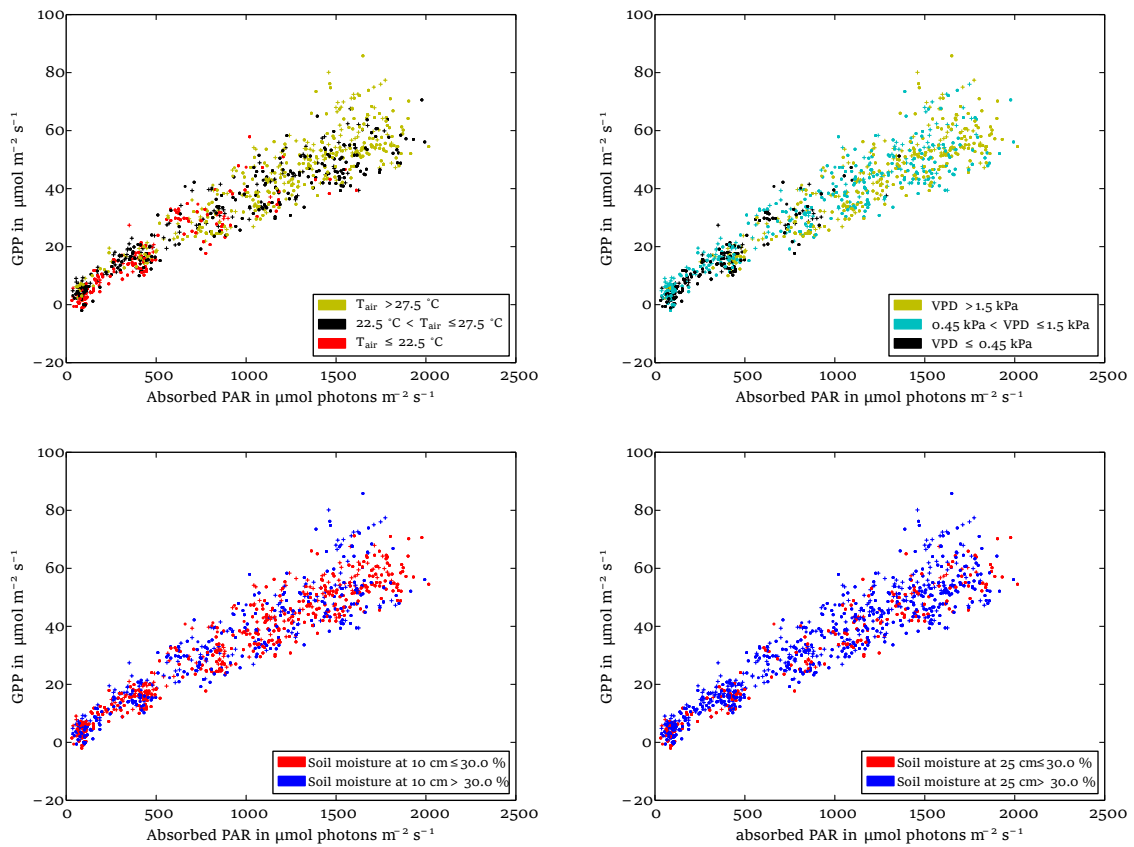 100
80
60
40
20
0
−20
GPP in μmol m⁻² s⁻¹
T_air >27.5 °C
22.5 °C < T_air ≤27.5 °C
T_air ≤ 22.5 °C
0 500 1000 1500 2000 2500
Absorbed PAR in μmol photons m⁻² s⁻¹
100
80
60
40
20
0
−20
GPP in μmol m⁻² s⁻¹
VPD >1.5 kPa
0.45 kPa < VPD ≤1.5 kPa
VPD ≤ 0.45 kPa
0 500 1000 1500 2000 2500
Absorbed PAR in μmol photons m⁻² s⁻¹
100
80
60
40
20
0
−20
GPP in μmol m⁻² s⁻¹
Soil moisture at 10 cm≤30.0 %
Soil moisture at 10 cm> 30.0 %
0 500 1000 1500 2000 2500
Absorbed PAR in μmol photons m⁻² s⁻¹
100
80
60
40
20
0
−20
GPP in μmol m⁻² s⁻¹
Soil moisture at 25 cm≤30.0 %
Soil moisture at 25 cm> 30.0 %
0 500 1000 1500 2000 2500
absorbed PAR in μmol photons m⁻² s⁻¹